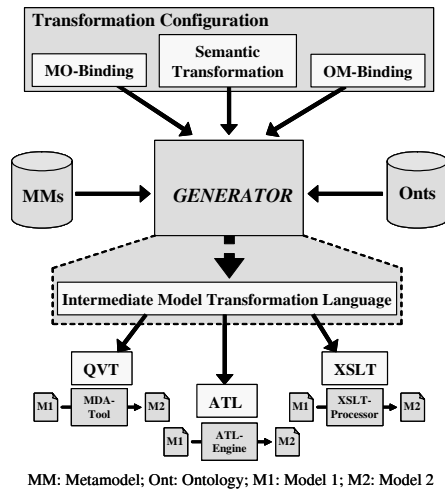 Transformation Configuration
MO-Binding
Semantic
Transformation
OM-Binding
MMs
GENERATOR
Onts
Intermediate Model Transformation Language
QVT
XSLT
M1
MDA-
Tool
M2
ATL
M1
XSLT-
Processor
M2
M1
ATL-
Engine
M2
MM: Metamodel; Ont: Ontology; M1: Model 1; M2: Model 2